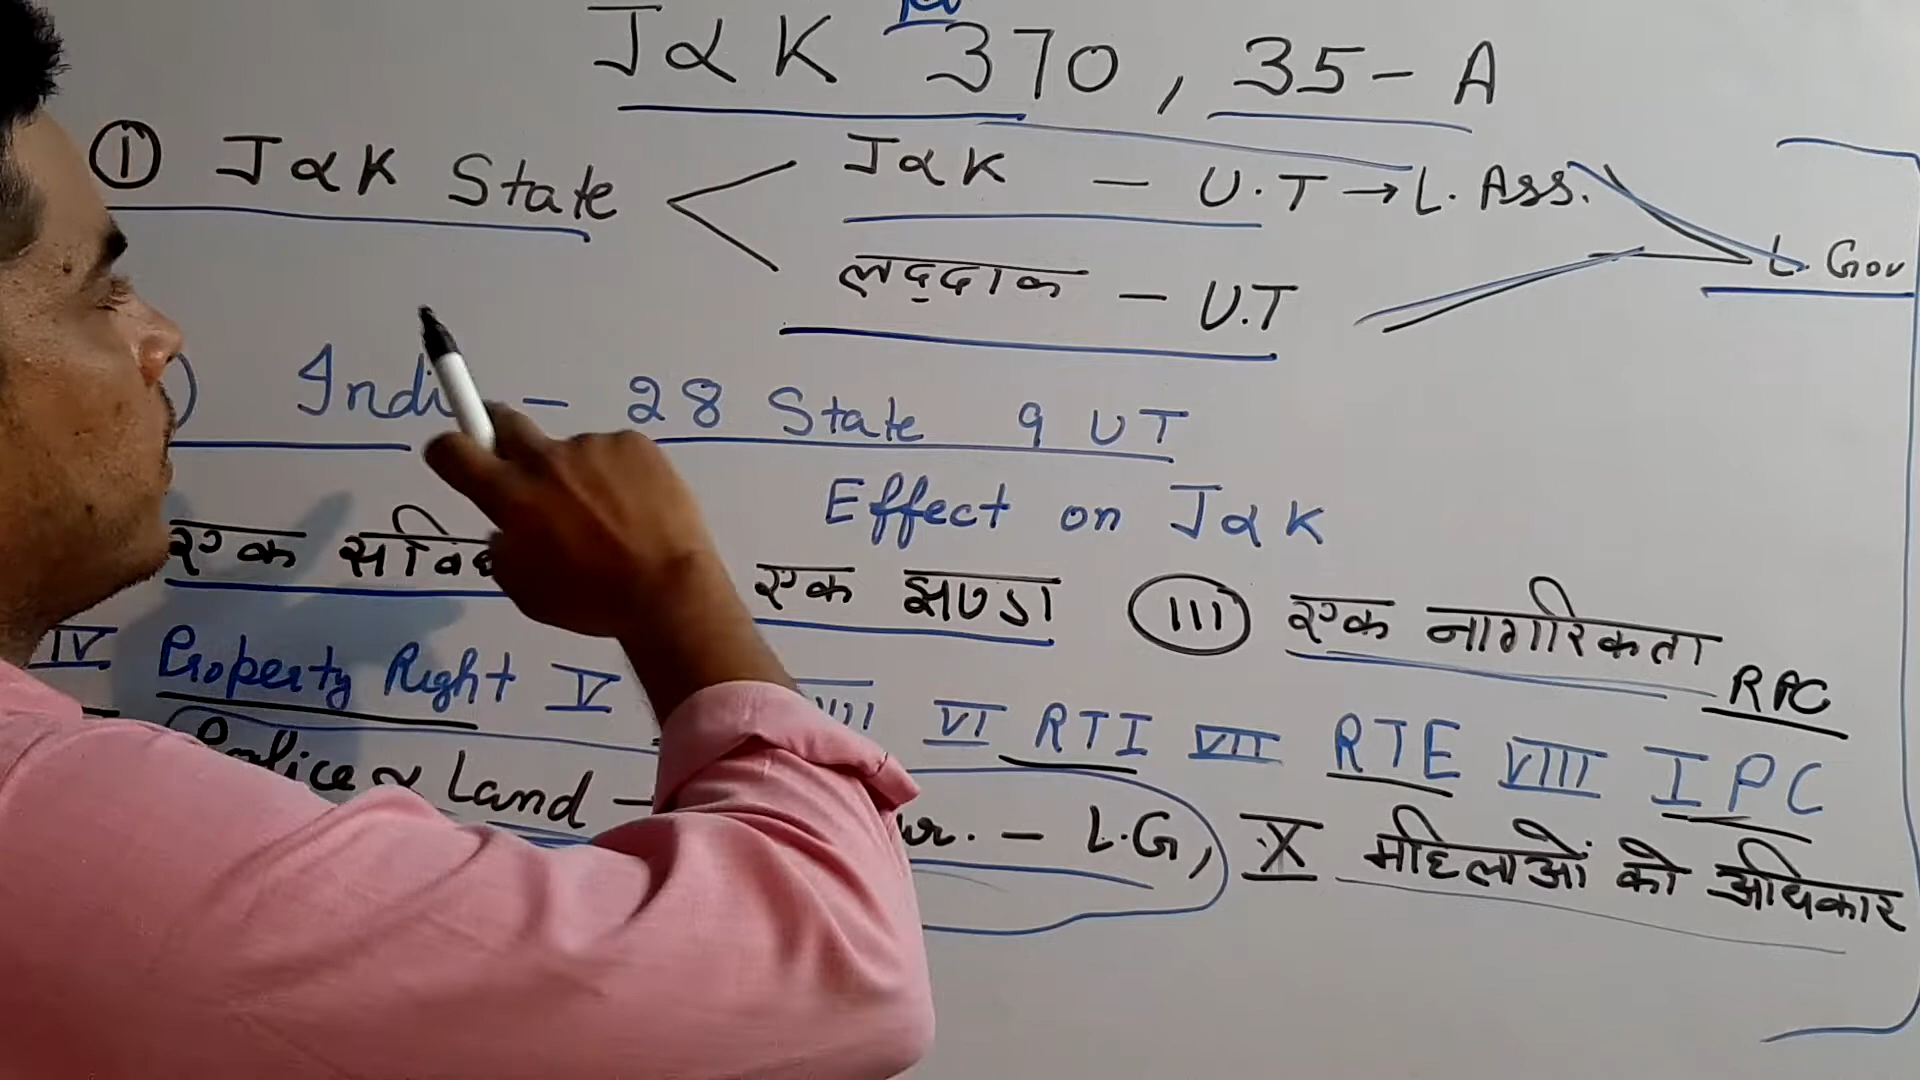 J&K 370, 35-A
① J&K State
J&K - U.T → L. Ass.
लद्दाक - U.T
L. Gov
- 28 State 9 UT
Effect on J&K
एक
एक झण्डा (III) एक नागरिकता
RPC
IV Property Right V VI RTI VII RTE VIII IPC
Police & Land - - L.G, X महिलाओं को अधिकार